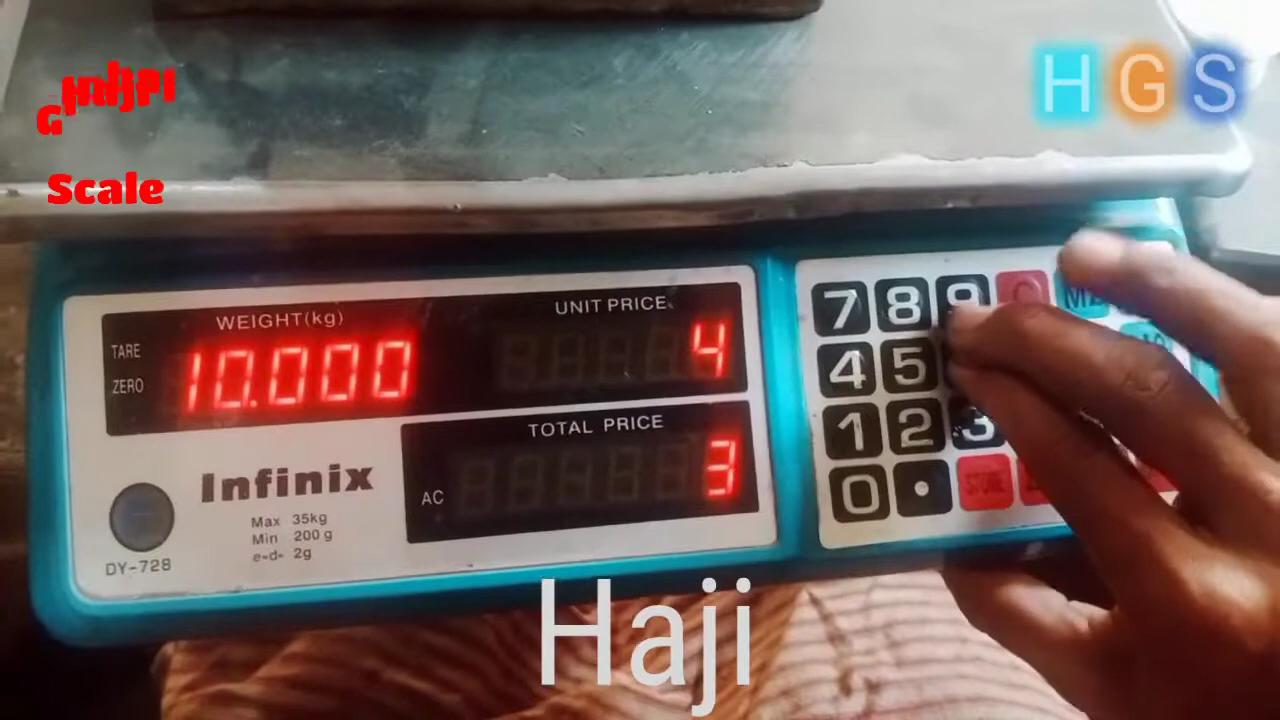 HGS
Scale
WEIGHT(kg)
UNIT PRICE
TARE
ZERO
10.000
4
TOTAL PRICE
AC
3
Infinix
Max 35kg
Min 200 g
e=d= 2g
DY-728
7 8 9
4 5
1 2 3
0 .
Haji